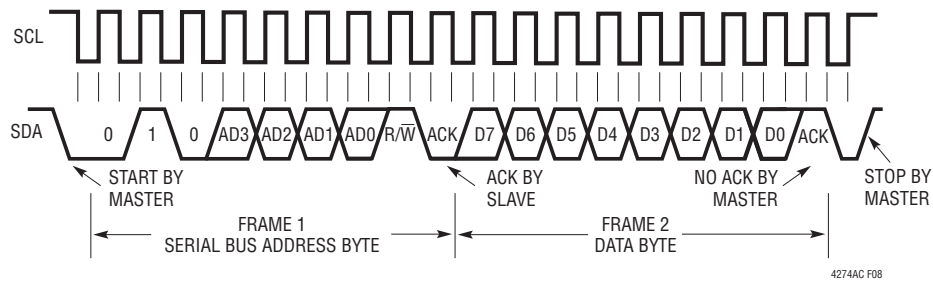 SCL
SDA 0 1 0 AD3 AD2 AD1 AD0 R/W̅ ACK D7 D6 D5 D4 D3 D2 D1 D0 ACK
START BY
MASTER
ACK BY
SLAVE
NO ACK BY
MASTER
STOP BY
MASTER
FRAME 1
SERIAL BUS ADDRESS BYTE
FRAME 2
DATA BYTE
4274AC F08